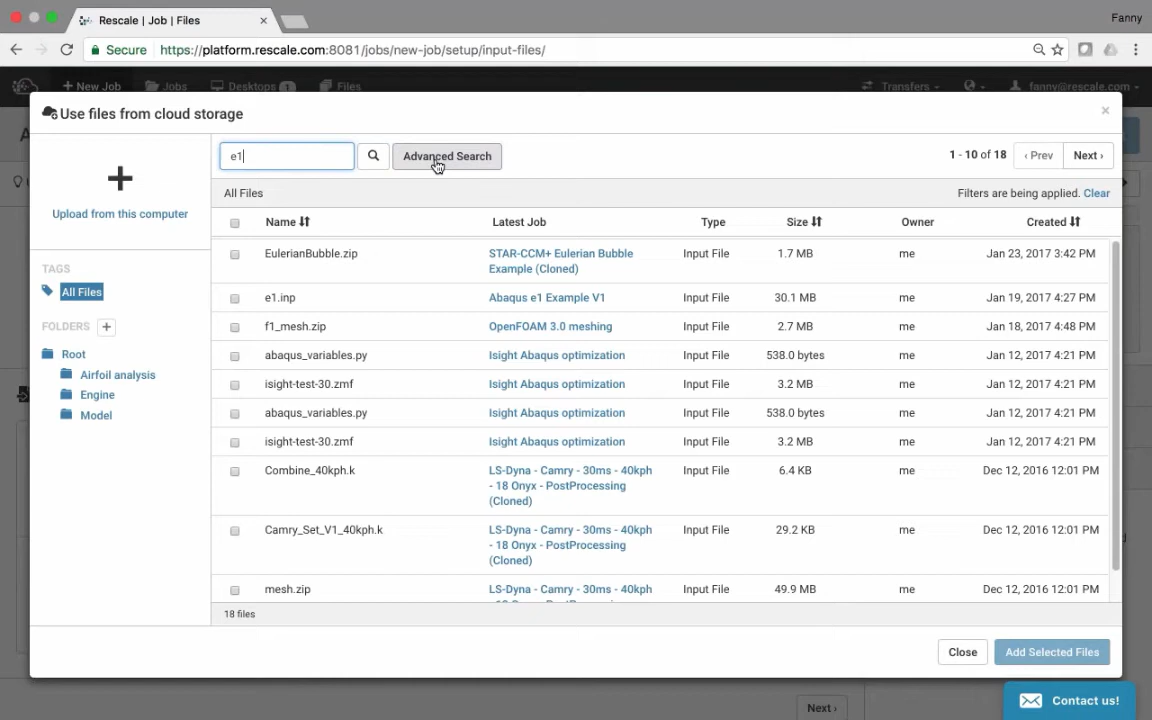 Rescale | Job | Files
Fanny
Secure https://platform.rescale.com:8081/jobs/new-job/setup/input-files/
+ New Job Jobs Desktops 1 Files Transfers fanny@rescale.com
Use files from cloud storage ×
e1 Advanced Search 1 - 10 of 18 ‹ Prev Next ›
Upload from this computer
All Files Filters are being applied. Clear
Name Latest Job Type Size Owner Created
EulerianBubble.zip STAR-CCM+ Eulerian Bubble Input File 1.7 MB me Jan 23, 2017 3:42 PM
Example (Cloned)
e1.inp Abaqus e1 Example V1 Input File 30.1 MB me Jan 19, 2017 4:27 PM
f1_mesh.zip OpenFOAM 3.0 meshing Input File 2.7 MB me Jan 18, 2017 4:48 PM
abaqus_variables.py Isight Abaqus optimization Input File 538.0 bytes me Jan 12, 2017 4:21 PM
isight-test-30.zmf Isight Abaqus optimization Input File 3.2 MB me Jan 12, 2017 4:21 PM
abaqus_variables.py Isight Abaqus optimization Input File 538.0 bytes me Jan 12, 2017 4:21 PM
isight-test-30.zmf Isight Abaqus optimization Input File 3.2 MB me Jan 12, 2017 4:21 PM
Combine_40kph.k LS-Dyna - Camry - 30ms - 40kph Input File 6.4 KB me Dec 12, 2016 12:01 PM
- 18 Onyx - PostProcessing
(Cloned)
Camry_Set_V1_40kph.k LS-Dyna - Camry - 30ms - 40kph Input File 29.2 KB me Dec 12, 2016 12:01 PM
- 18 Onyx - PostProcessing
(Cloned)
mesh.zip LS-Dyna - Camry - 30ms - 40kph Input File 49.9 MB me Dec 12, 2016 12:01 PM
TAGS
All Files
FOLDERS +
Root
Airfoil analysis
Engine
Model
18 files
Close Add Selected Files
Next ›
Contact us!